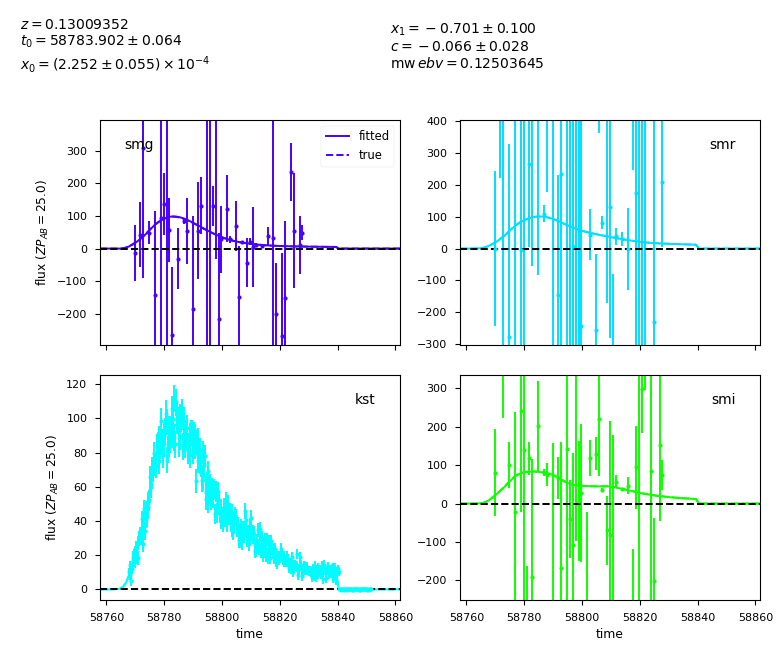 z = 0.13009352
t₀ = 58783.902 ± 0.064
x₀ = (2.252 ± 0.055) × 10⁻⁴
x₁ = −0.701 ± 0.100
c = −0.066 ± 0.028
mw ebv = 0.12503645
smg
fitted
true
300
200
100
0
−100
−200
flux (ZP_AB = 25.0)
smr
400
300
200
100
0
−100
−200
−300
kst
120
100
80
60
40
20
0
flux (ZP_AB = 25.0)
58760 58780 58800 58820 58840 58860
time
smi
300
200
100
0
−100
−200
58760 58780 58800 58820 58840 58860
time